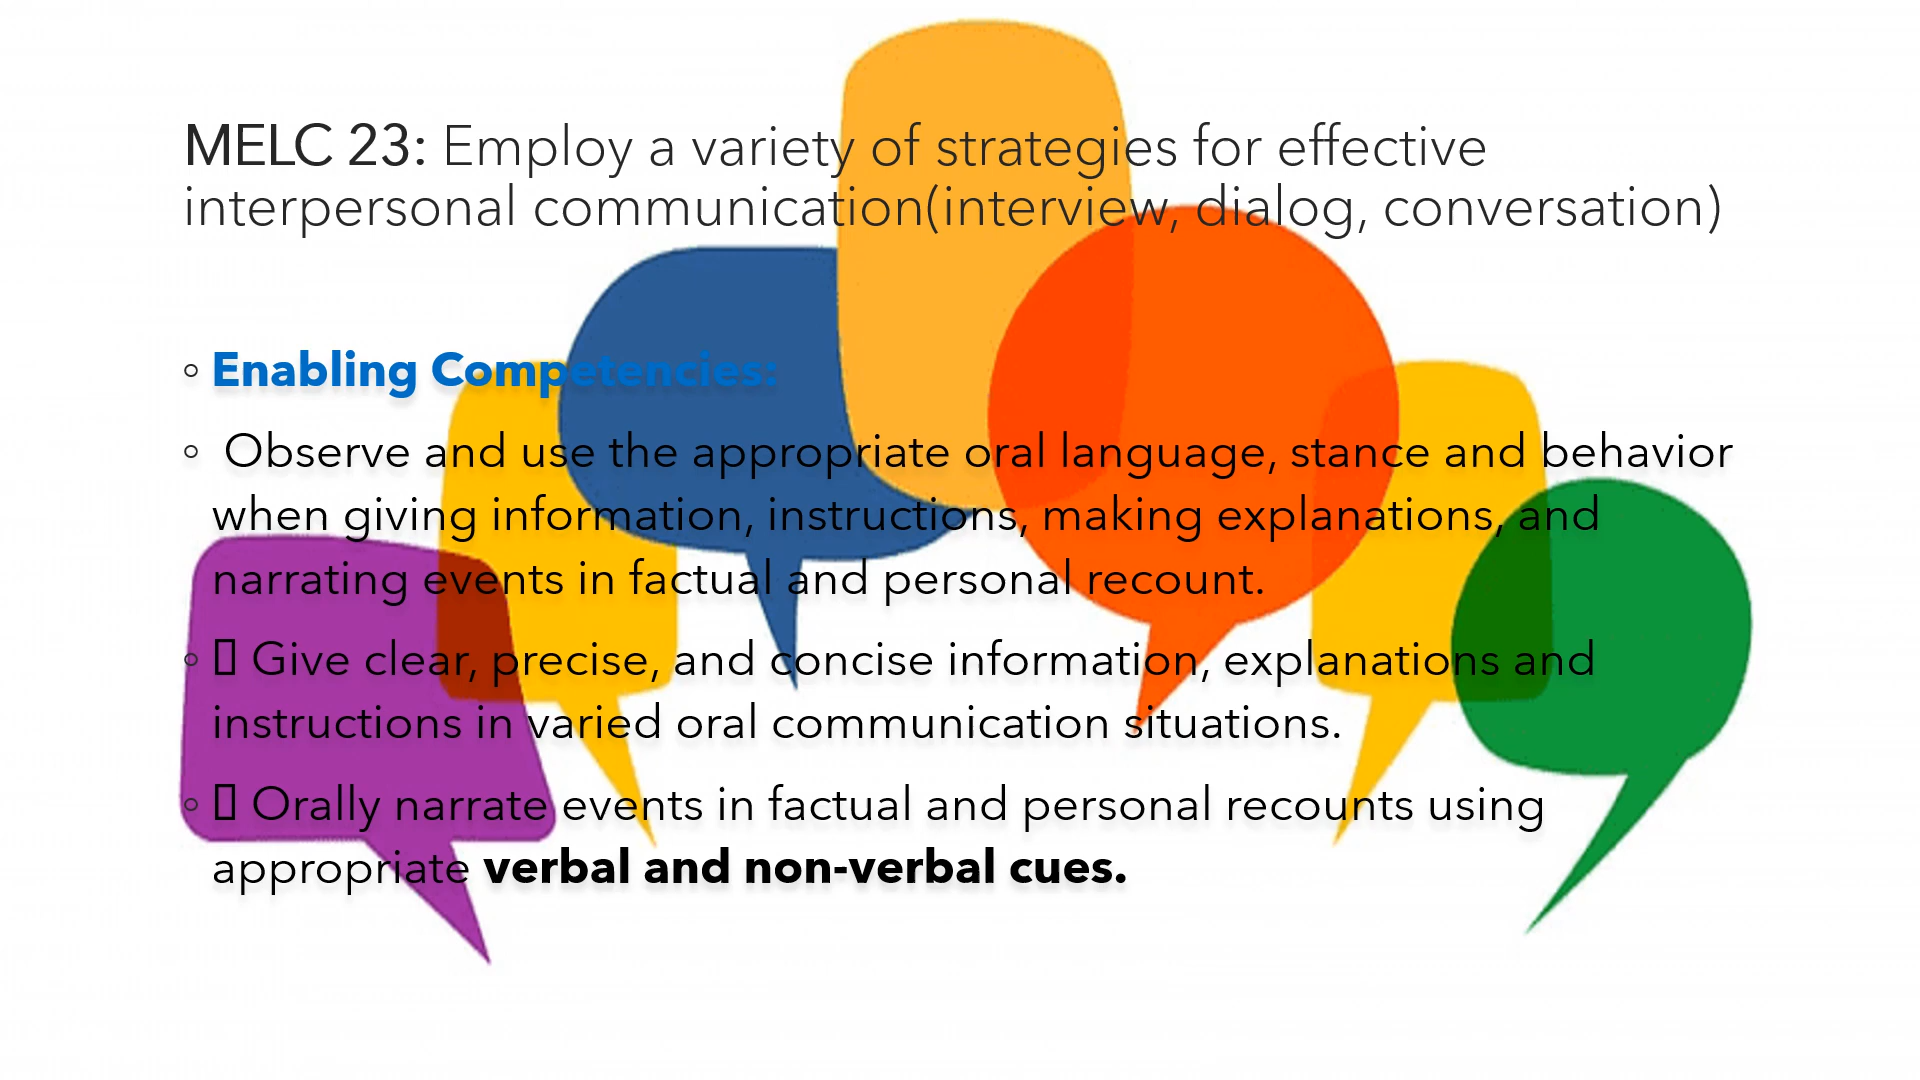 MELC 23: Employ a variety of strategies for effective
interpersonal communication(interview, dialog, conversation)
◦ Enabling Competencies:
◦ Observe and use the appropriate oral language, stance and behavior
when giving information, instructions, making explanations, and
narrating events in factual and personal recount.
◦ ▯ Give clear, precise, and concise information, explanations and
instructions in varied oral communication situations.
◦ ▯ Orally narrate events in factual and personal recounts using
appropriate verbal and non-verbal cues.